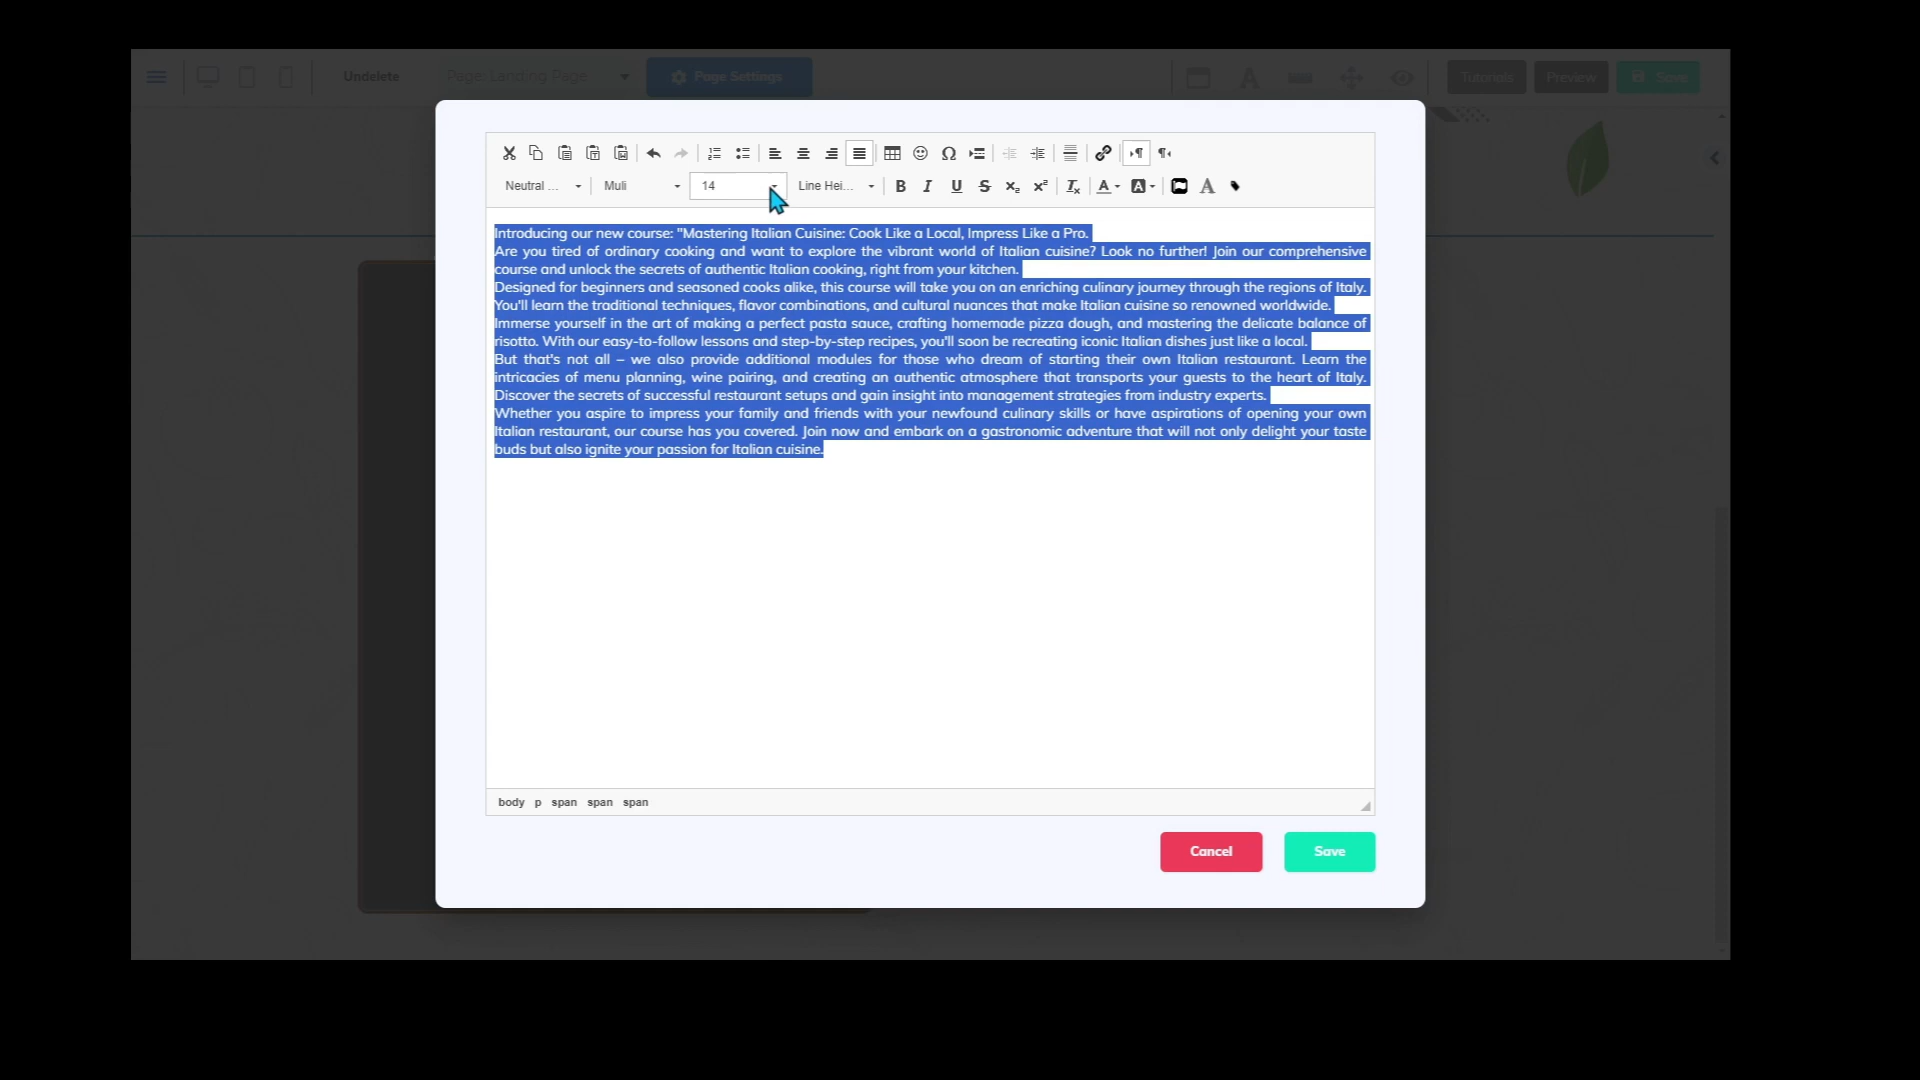 Undelete
Page: Landing Page
Page Settings
Tutorials
Preview
Save
Neutral ...
Muli
14
Line Hei...
Introducing our new course: "Mastering Italian Cuisine: Cook Like a Local, Impress Like a Pro.
Are you tired of ordinary cooking and want to explore the vibrant world of Italian cuisine? Look no further! Join our comprehensive
course and unlock the secrets of authentic Italian cooking, right from your kitchen.
Designed for beginners and seasoned cooks alike, this course will take you on an enriching culinary journey through the regions of Italy.
You'll learn the traditional techniques, flavor combinations, and cultural nuances that make Italian cuisine so renowned worldwide.
Immerse yourself in the art of making a perfect pasta sauce, crafting homemade pizza dough, and mastering the delicate balance of
risotto. With our easy-to-follow lessons and step-by-step recipes, you'll soon be recreating iconic Italian dishes just like a local.
But that's not all – we also provide additional modules for those who dream of starting their own Italian restaurant. Learn the
intricacies of menu planning, wine pairing, and creating an authentic atmosphere that transports your guests to the heart of Italy.
Discover the secrets of successful restaurant setups and gain insight into management strategies from industry experts.
Whether you aspire to impress your family and friends with your newfound culinary skills or have aspirations of opening your own
Italian restaurant, our course has you covered. Join now and embark on a gastronomic adventure that will not only delight your taste
buds but also ignite your passion for Italian cuisine.
body p span span span
Cancel
Save